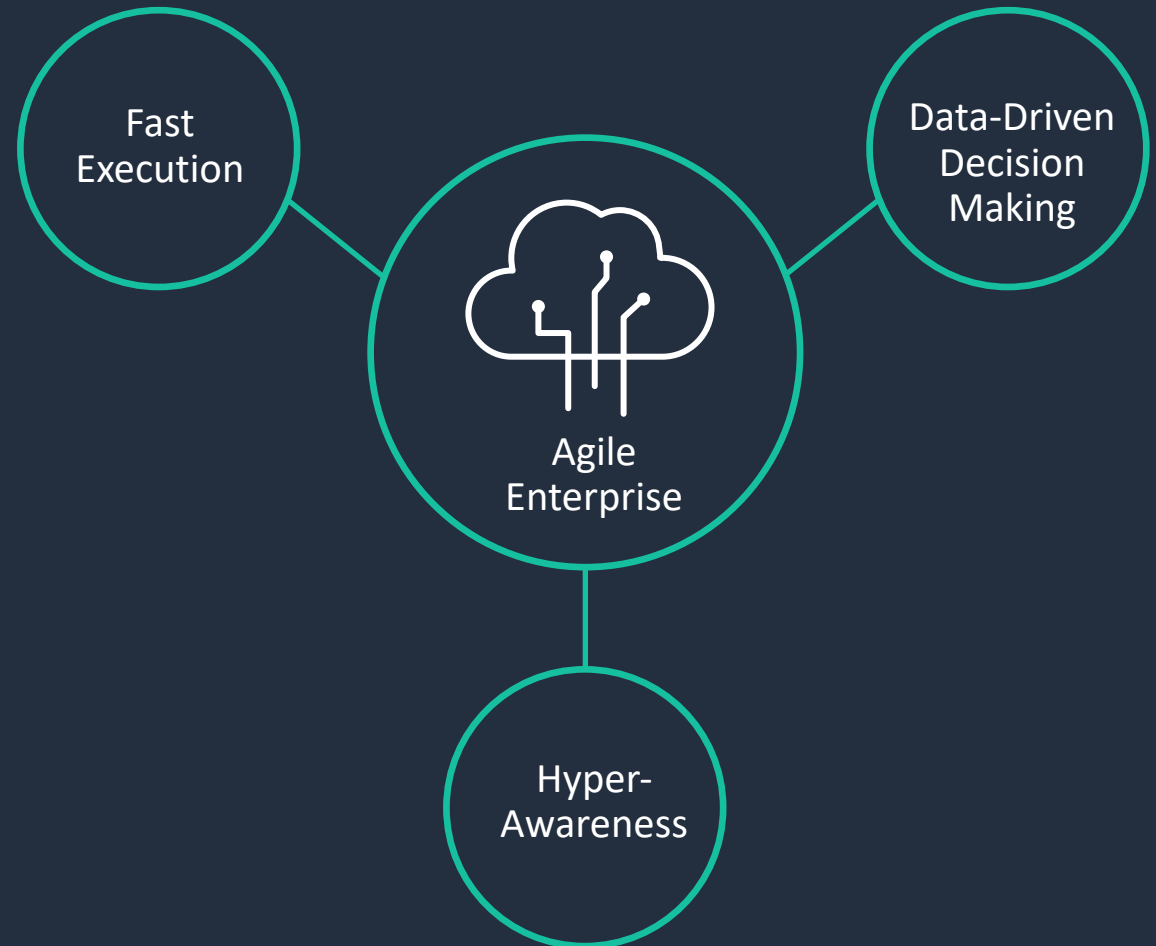 Fast
Execution
Data-Driven
Decision
Making
Agile
Enterprise
Hyper-
Awareness